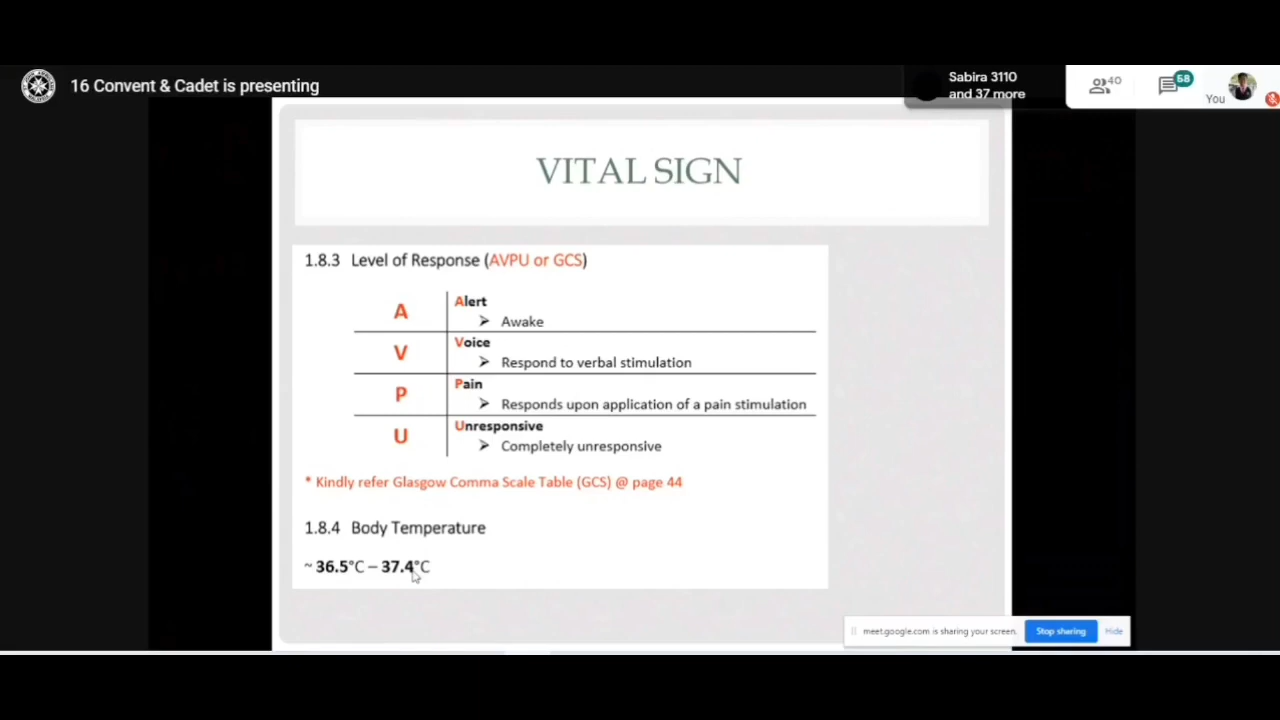 16 Convent & Cadet is presenting
Sabira 3110
and 37 more
40
58
You
VITAL SIGN
1.8.3 Level of Response (AVPU or GCS)
A
Alert
➢ Awake
V
Voice
➢ Respond to verbal stimulation
P
Pain
➢ Responds upon application of a pain stimulation
U
Unresponsive
➢ Completely unresponsive
* Kindly refer Glasgow Comma Scale Table (GCS) @ page 44
1.8.4 Body Temperature
~ 36.5°C – 37.4°C
meet.google.com is sharing your screen.
Stop sharing
Hide